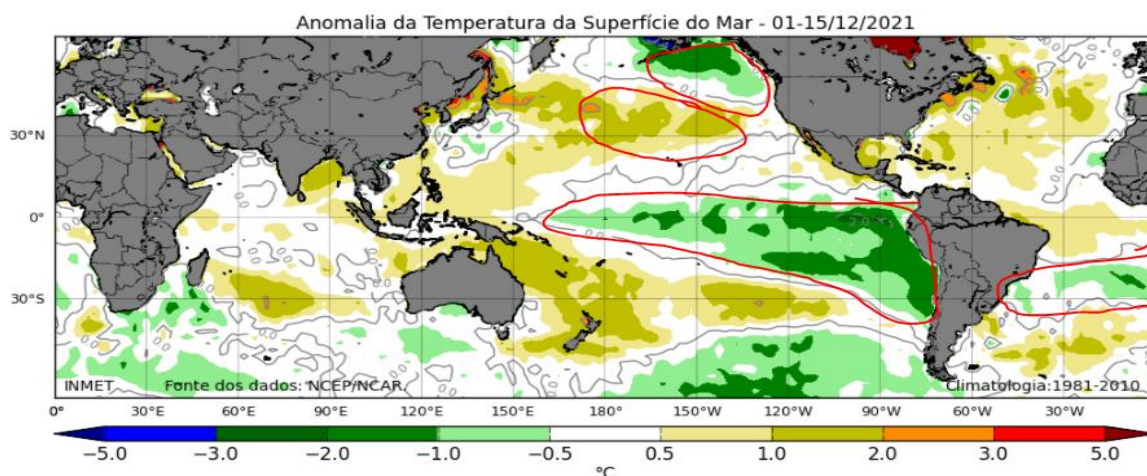 Anomalia da Temperatura da Superfície do Mar - 01-15/12/2021
30°N
0°
30°S
INMET Fonte dos dados: NCEP/NCAR Climatologia:1981-2010
0° 30°E 60°E 90°E 120°E 150°E 180° 150°W 120°W 90°W 60°W 30°W
−5.0 −3.0 −2.0 −1.0 −0.5 0.5 1.0 2.0 3.0 5.0
°C